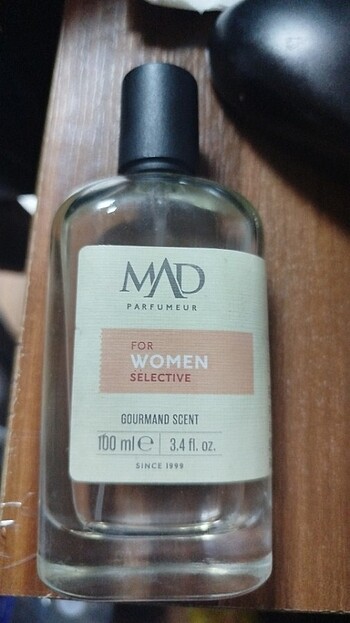 MAD
PARFUMEUR
FOR
WOMEN
SELECTIVE
GOURMAND SCENT
100 ml ℮ 3.4 fl. oz.
SINCE 1999